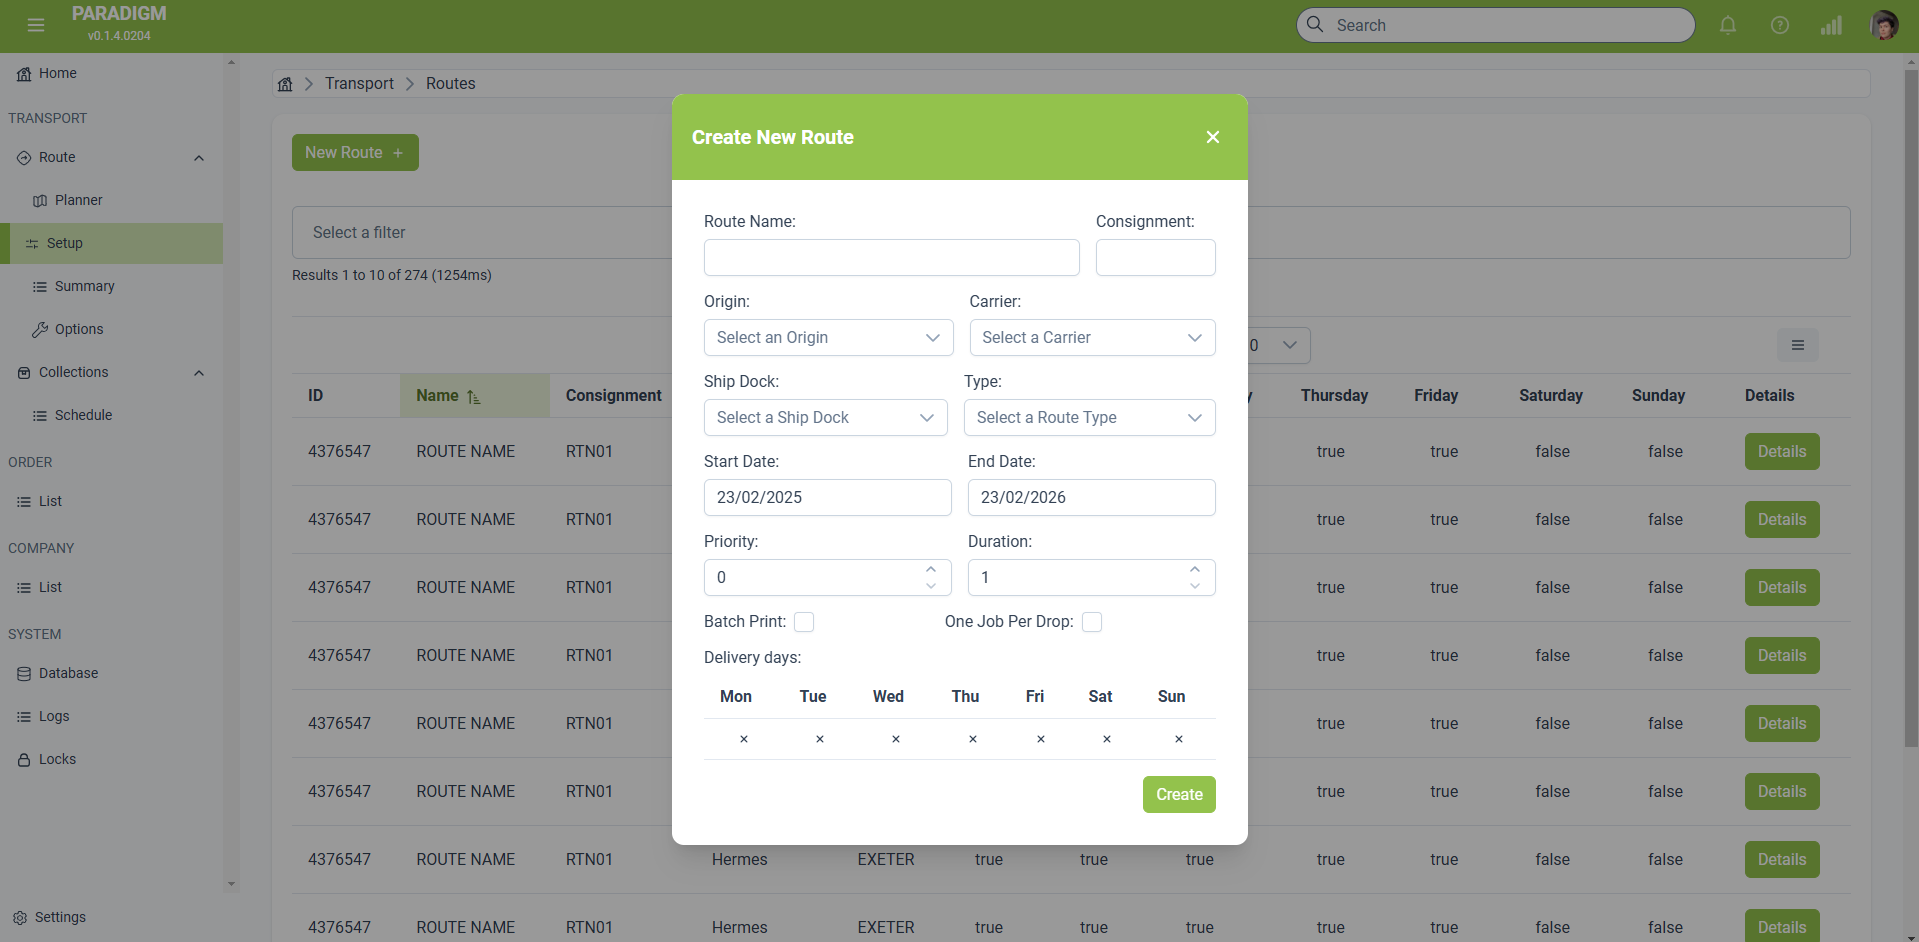 PARADIGM
v0.1.4.0204
Search
Home
TRANSPORT
Route
Planner
Setup
Summary
Options
Collections
Schedule
ORDER
List
COMPANY
List
SYSTEM
Database
Logs
Locks
Settings
Transport Routes
New Route +
Select a filter
Results 1 to 10 of 274 (1254ms)
0
ID Name Consignment y Thursday Friday Saturday Sunday Details
4376547 ROUTE NAME RTN01 true true false false Details
4376547 ROUTE NAME RTN01 true true false false Details
4376547 ROUTE NAME RTN01 true true false false Details
4376547 ROUTE NAME RTN01 true true false false Details
4376547 ROUTE NAME RTN01 true true false false Details
4376547 ROUTE NAME RTN01 true true false false Details
4376547 ROUTE NAME RTN01 Hermes EXETER true true true true true false false Details
4376547 ROUTE NAME RTN01 Hermes EXETER true true true true true false false Details
Create New Route ×
Route Name: Consignment:
Origin: Carrier:
Select an Origin Select a Carrier
Ship Dock: Type:
Select a Ship Dock Select a Route Type
Start Date: End Date:
23/02/2025 23/02/2026
Priority: Duration:
0 1
Batch Print: One Job Per Drop:
Delivery days:
Mon Tue Wed Thu Fri Sat Sun
× × × × × × ×
Create